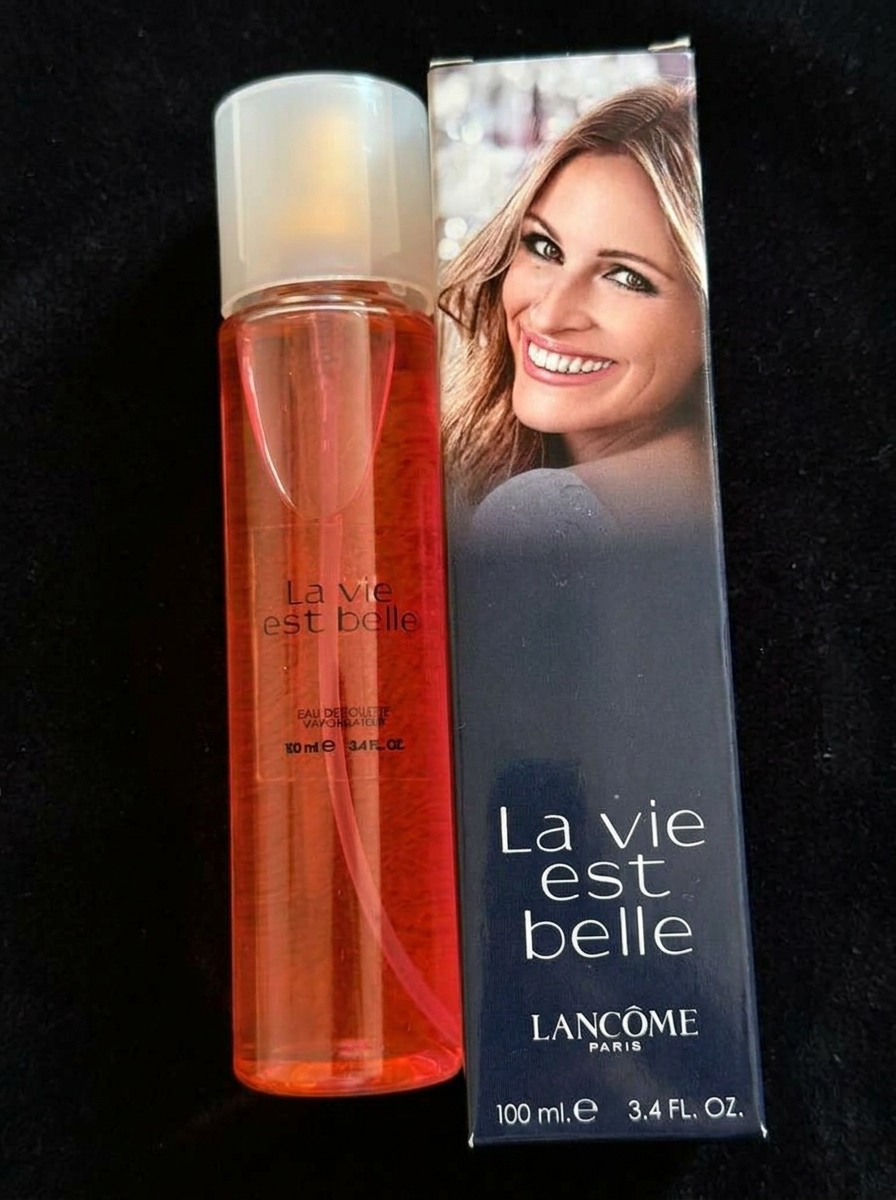 La vie
est belle
EAU DE TOILETTE
VAPORISATEUR
100 ml e 3.4 FL. OZ.
La vie
est
belle
LANCÔME
PARIS
100 ml.e 3.4 FL. OZ.